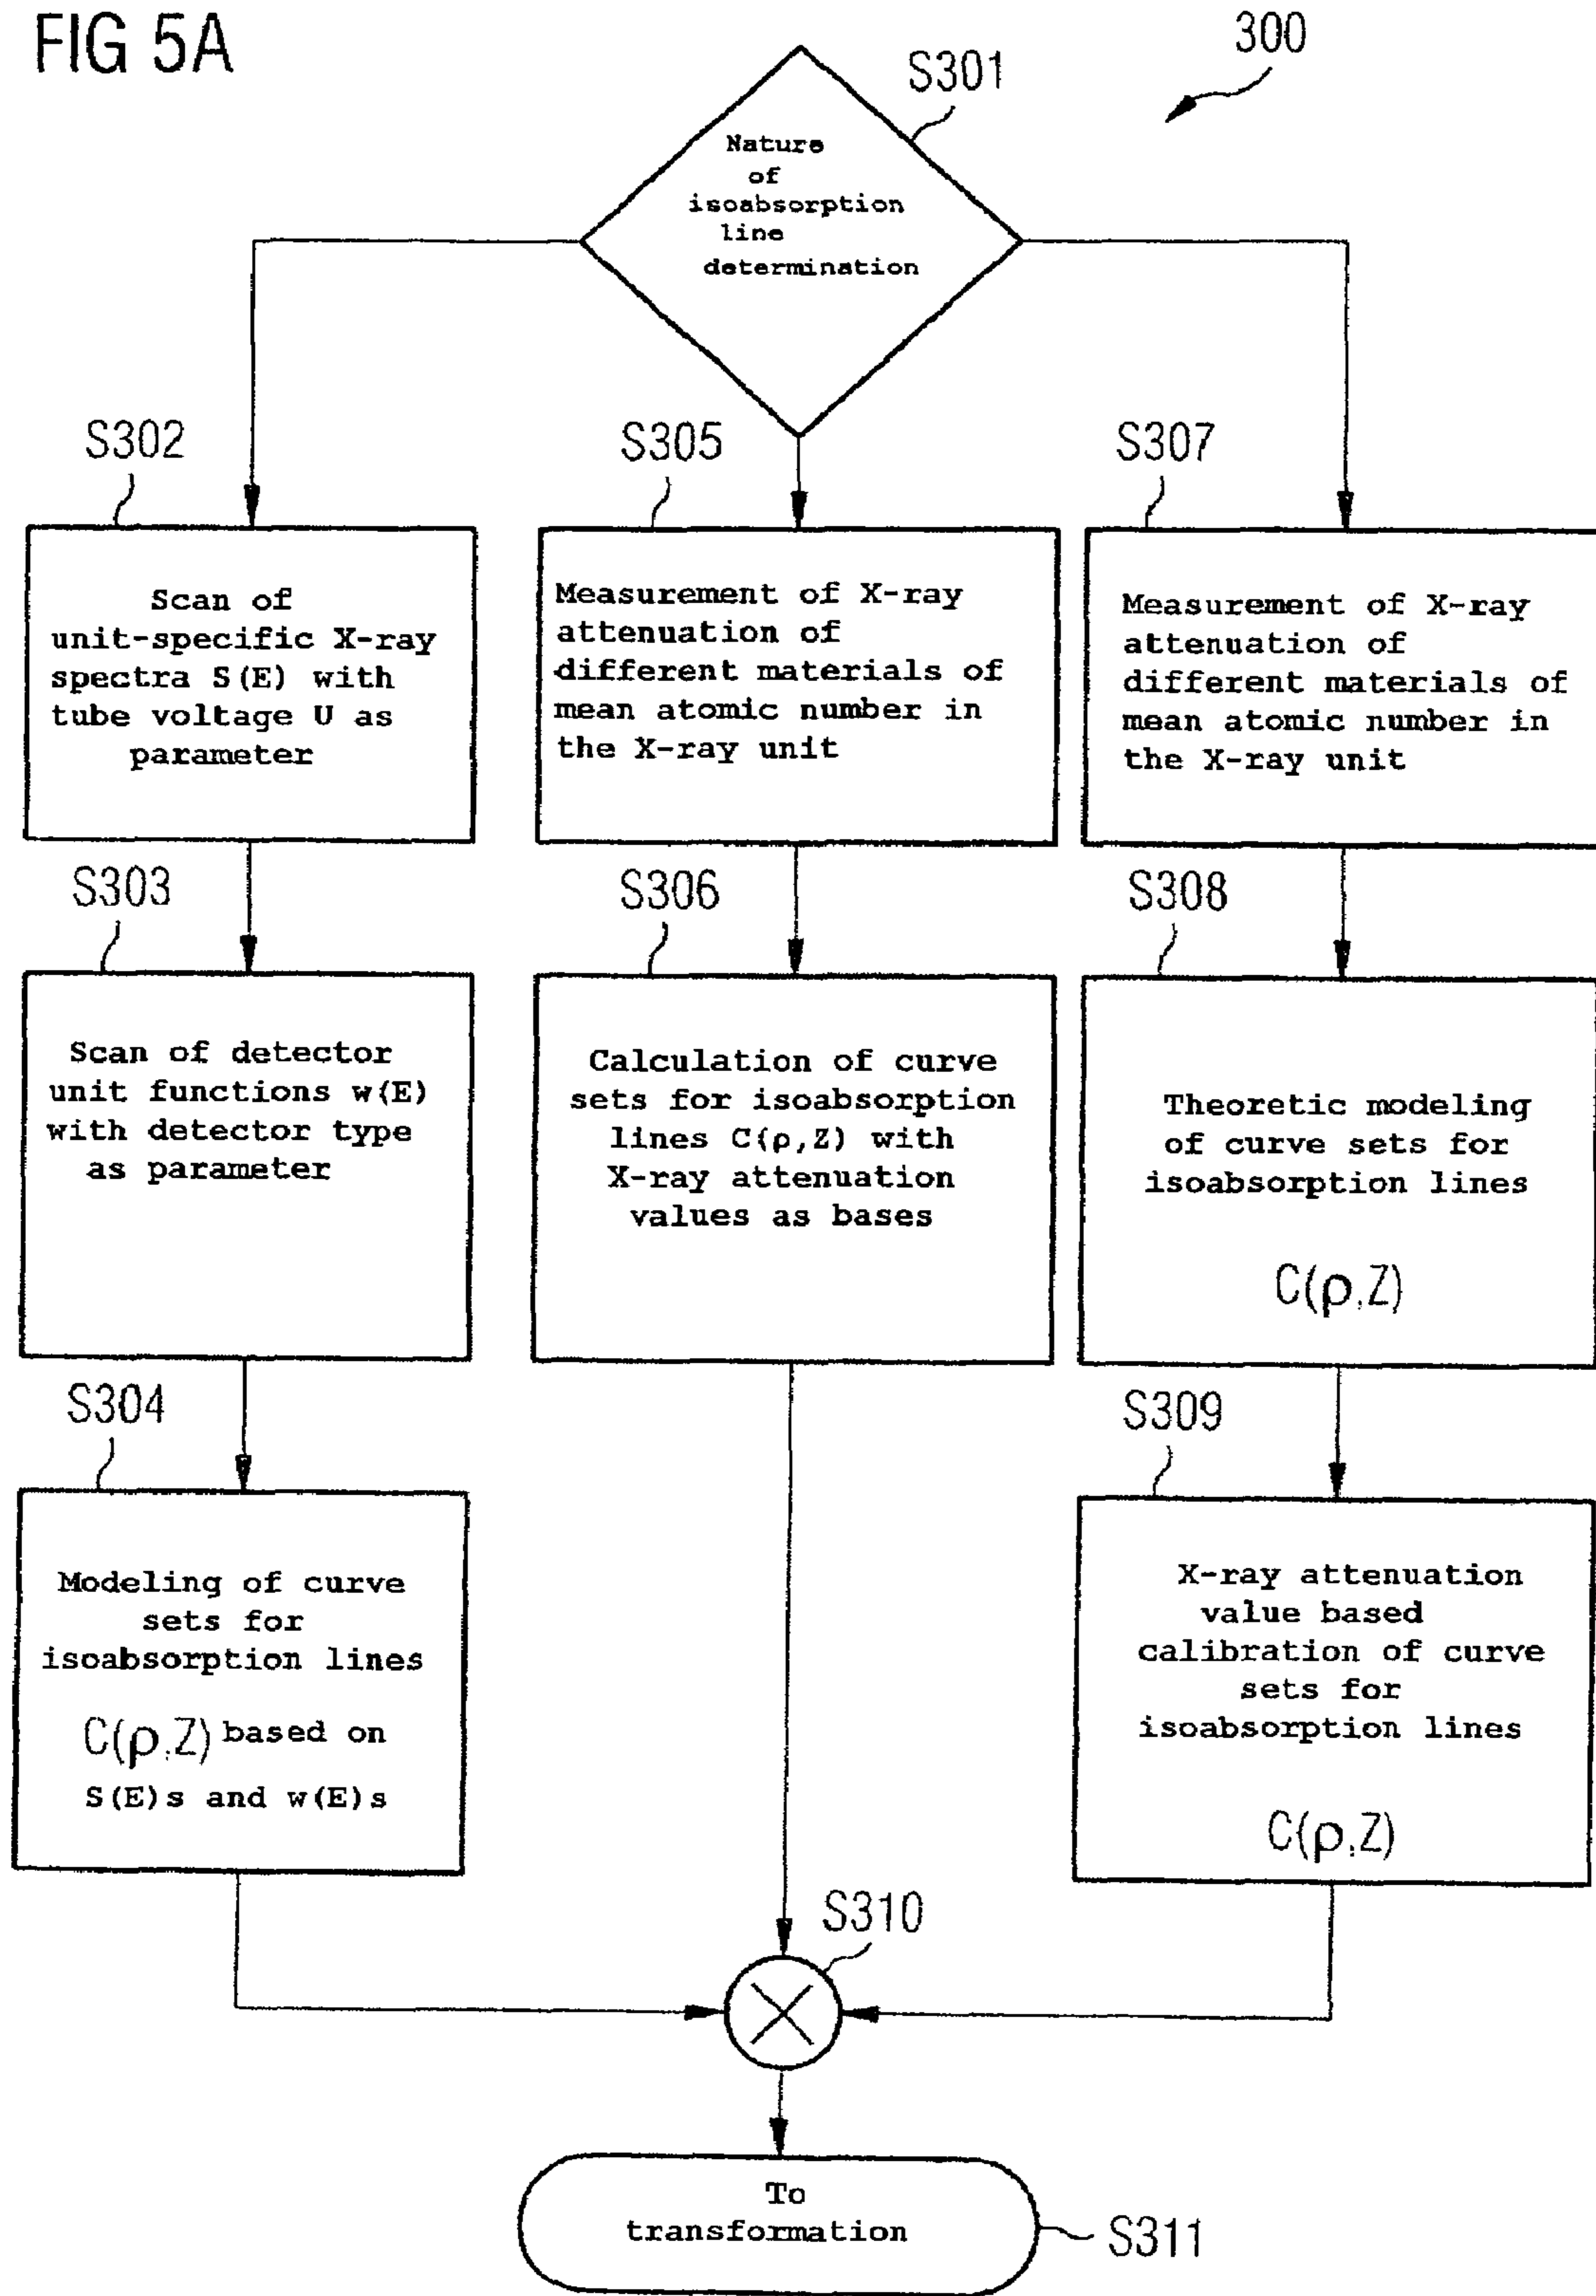 FIG 5A
300
S301
Nature
of
isoabsorption
line
determination
S302
Scan of
unit-specific X-ray
spectra S(E) with
tube voltage U as
parameter
S303
Scan of detector
unit functions w(E)
with detector type
as parameter
S304
Modeling of curve
sets for
isoabsorption lines
C(ρ,Z) based on
S(E)s and w(E)s
S305
Measurement of X-ray
attenuation of
different materials of
mean atomic number in
the X-ray unit
S306
Calculation of curve
sets for isoabsorption
lines C(ρ,Z) with
X-ray attenuation
values as bases
S307
Measurement of X-ray
attenuation of
different materials of
mean atomic number in
the X-ray unit
S308
Theoretic modeling
of curve sets for
isoabsorption lines
C(ρ,Z)
S309
X-ray attenuation
value based
calibration of curve
sets for
isoabsorption lines
C(ρ,Z)
S310
To
transformation
S311